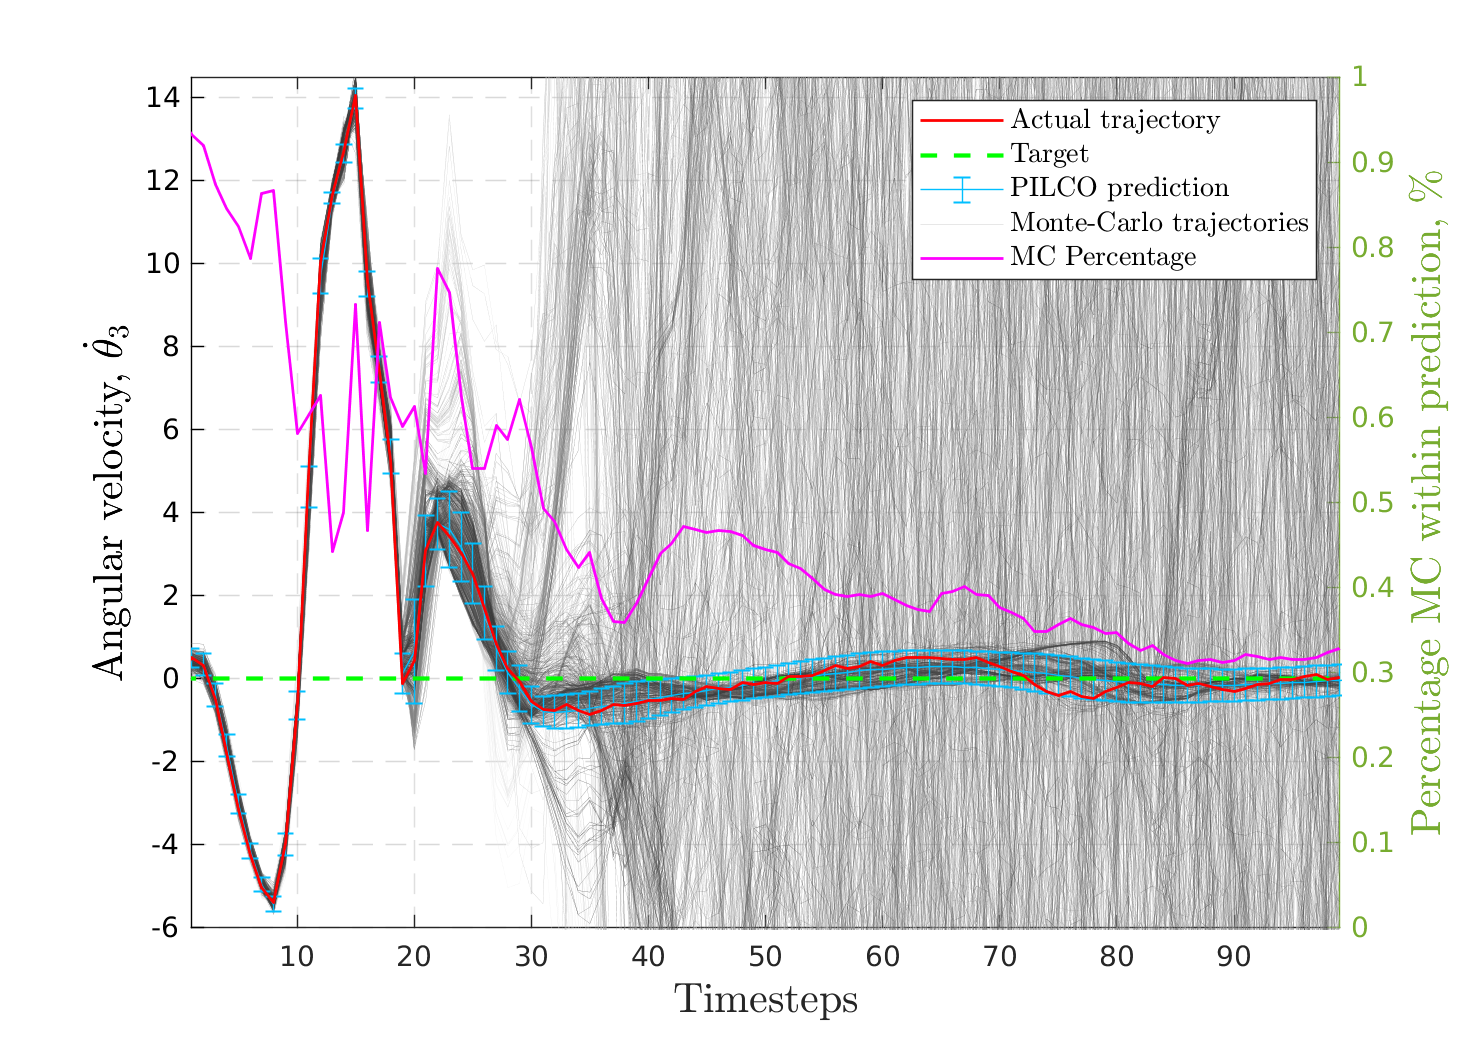 14
12
10
8
6
4
2
0
-2
-4
-6
Angular velocity, θ̇₃
10 20 30 40 50 60 70 80 90
Timesteps
Actual trajectory
Target
PILCO prediction
Monte-Carlo trajectories
MC Percentage
1
0.9
0.8
0.7
0.6
0.5
0.4
0.3
0.2
0.1
0
Percentage MC within prediction, %